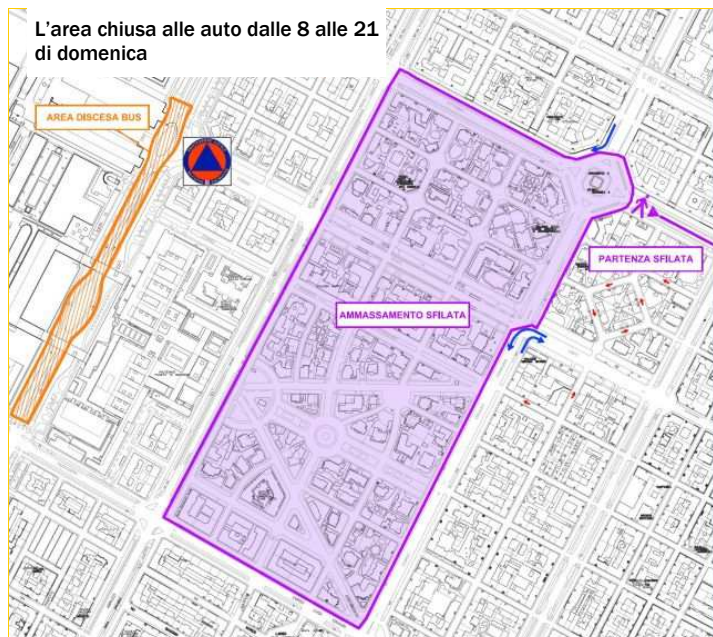 L'area chiusa alle auto dalle 8 alle 21
di domenica
AREA DISCESA BUS
PARTENZA SFILATA
AMMASSAMENTO SFILATA